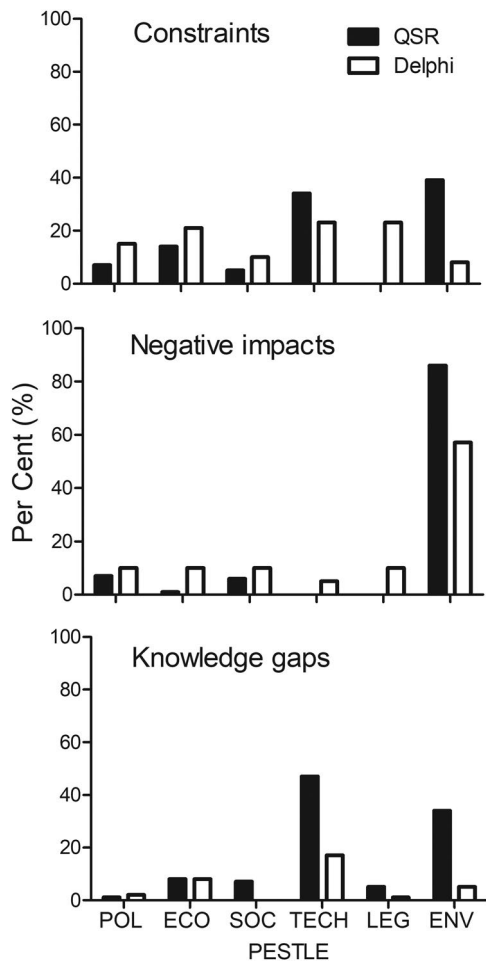 Constraints
QSR
Delphi
100
80
60
40
20
0
Negative impacts
100
80
60
40
20
0
Per Cent (%)
Knowledge gaps
100
80
60
40
20
0
POL ECO SOC TECH LEG ENV
PESTLE